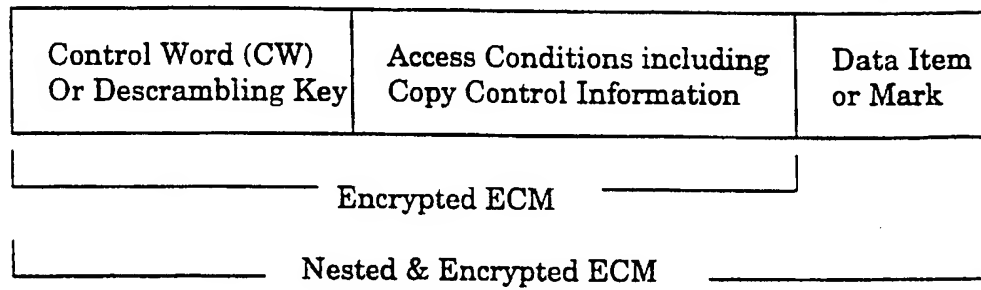 Control Word (CW)
Or Descrambling Key
Access Conditions including
Copy Control Information
Data Item
or Mark
Encrypted ECM
Nested & Encrypted ECM